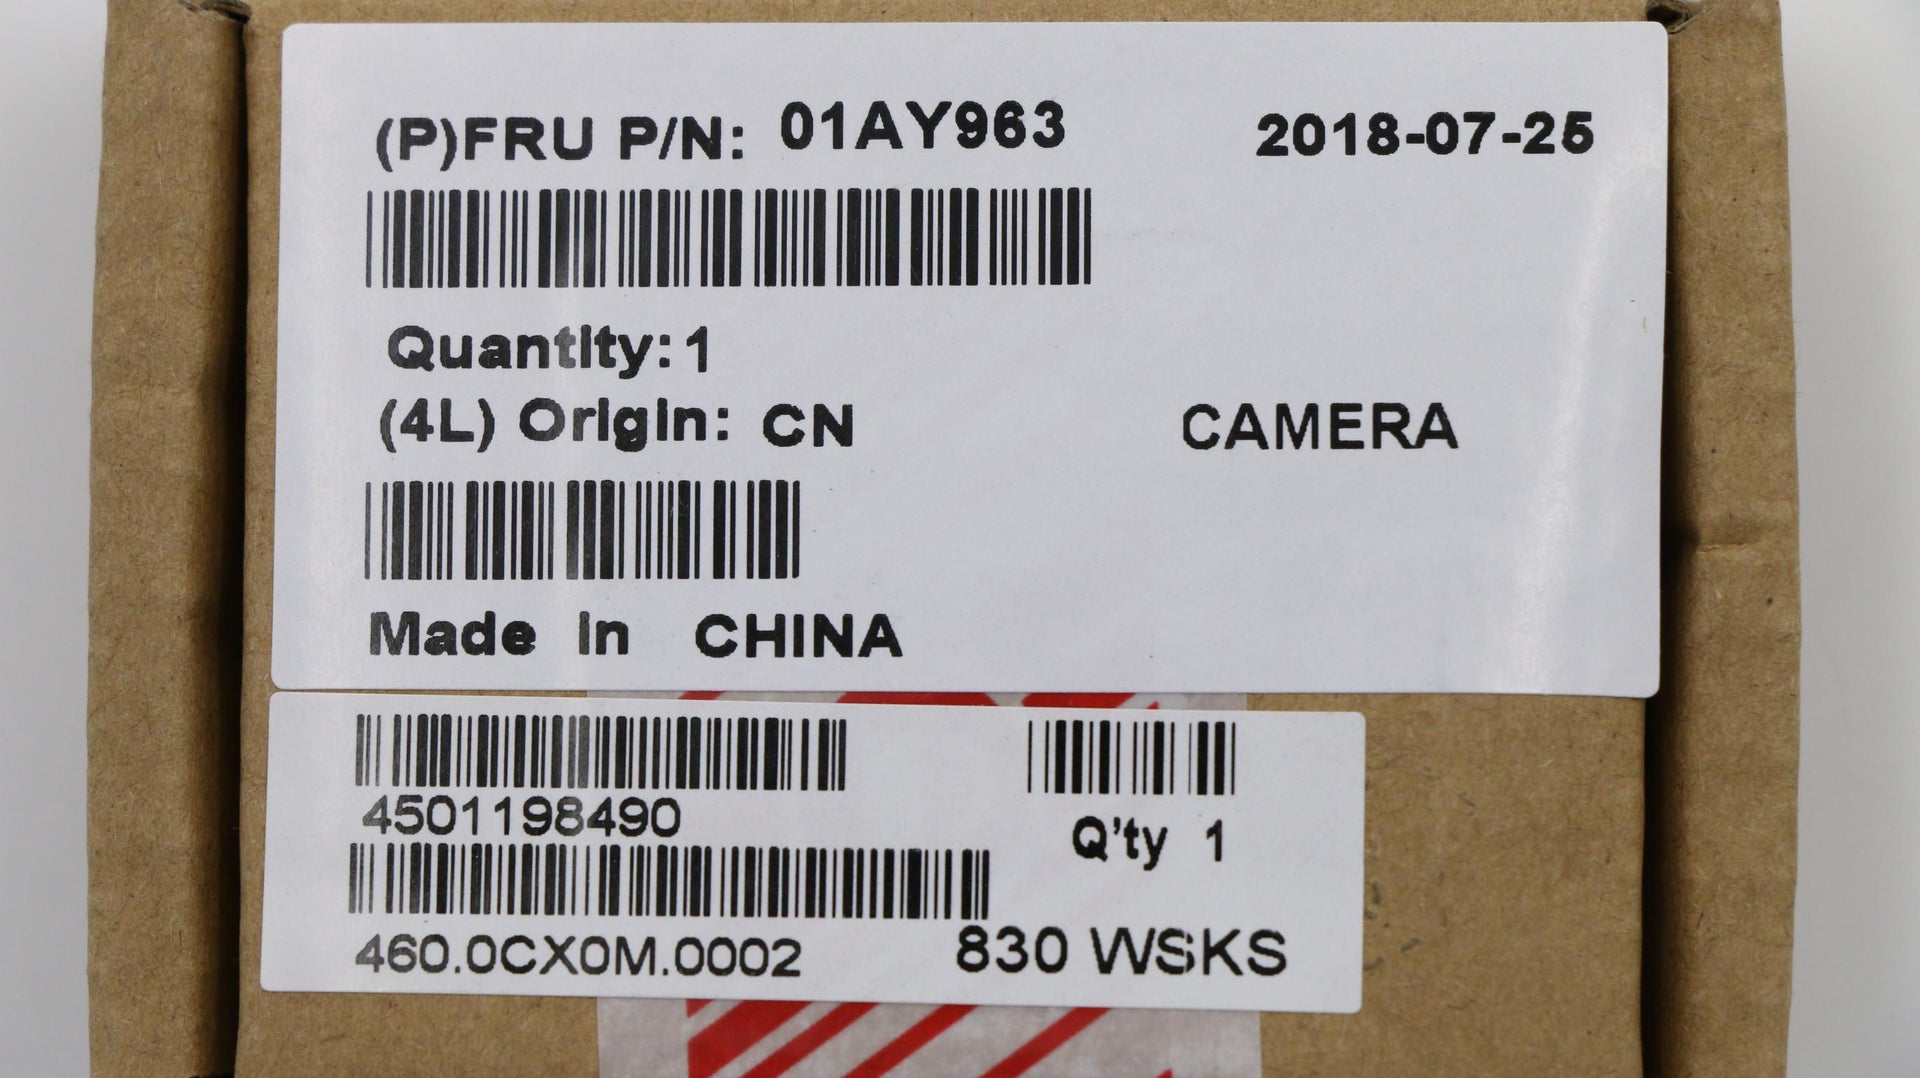 (P)FRU P/N: 01AY963 2018-07-25
Quantity: 1
(4L) Origin: CN CAMERA
Made in CHINA
4501198490 Q'ty 1
460.0CX0M.0002 830 WSKS